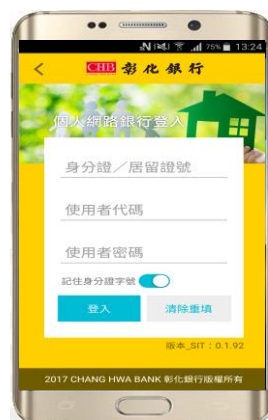 75% 13:24
CHB 彰化銀行
個人網路銀行登入
身分證／居留證號
使用者代碼
使用者密碼
記住身分證字號
登入 清除重填
版本_SIT：0.1.92
2017 CHANG HWA BANK 彰化銀行版權所有